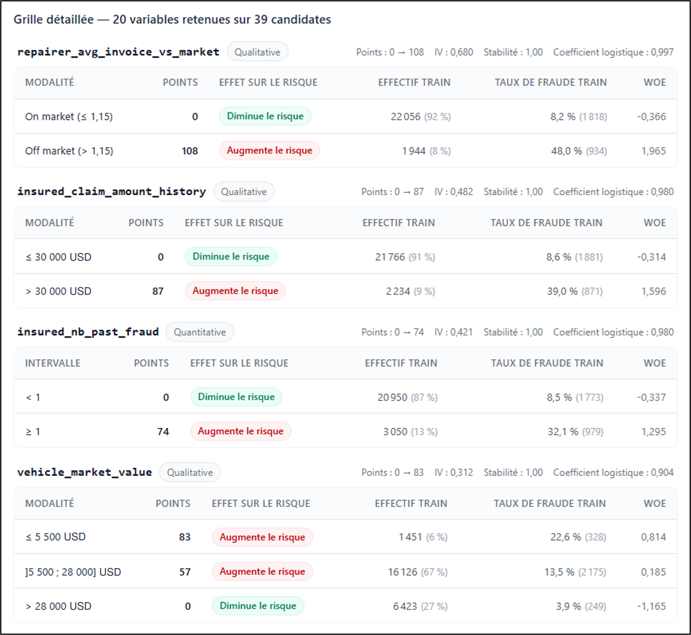 Grille détaillée — 20 variables retenues sur 39 candidates
repairer_avg_invoice_vs_market Qualitative Points : 0 → 108 IV : 0,680 Stabilité : 1,00 Coefficient logistique : 0,997
MODALITÉ POINTS EFFET SUR LE RISQUE EFFECTIF TRAIN TAUX DE FRAUDE TRAIN WOE
On market (≤ 1,15) 0 Diminue le risque 22 056 (92 %) 8,2 % (1 818) -0,366
Off market (> 1,15) 108 Augmente le risque 1 944 (8 %) 48,0 % (934) 1,965
insured_claim_amount_history Qualitative Points : 0 → 87 IV : 0,482 Stabilité : 1,00 Coefficient logistique : 0,980
MODALITÉ POINTS EFFET SUR LE RISQUE EFFECTIF TRAIN TAUX DE FRAUDE TRAIN WOE
≤ 30 000 USD 0 Diminue le risque 21 766 (91 %) 8,6 % (1 881) -0,314
> 30 000 USD 87 Augmente le risque 2 234 (9 %) 39,0 % (871) 1,596
insured_nb_past_fraud Quantitative Points : 0 → 74 IV : 0,421 Stabilité : 1,00 Coefficient logistique : 0,980
INTERVALLE POINTS EFFET SUR LE RISQUE EFFECTIF TRAIN TAUX DE FRAUDE TRAIN WOE
< 1 0 Diminue le risque 20 950 (87 %) 8,5 % (1 773) -0,337
≥ 1 74 Augmente le risque 3 050 (13 %) 32,1 % (979) 1,295
vehicle_market_value Qualitative Points : 0 → 83 IV : 0,312 Stabilité : 1,00 Coefficient logistique : 0,904
MODALITÉ POINTS EFFET SUR LE RISQUE EFFECTIF TRAIN TAUX DE FRAUDE TRAIN WOE
≤ 5 500 USD 83 Augmente le risque 1 451 (6 %) 22,6 % (328) 0,814
]5 500 ; 28 000] USD 57 Augmente le risque 16 126 (67 %) 13,5 % (2 175) 0,185
> 28 000 USD 0 Diminue le risque 6 423 (27 %) 3,9 % (249) -1,165